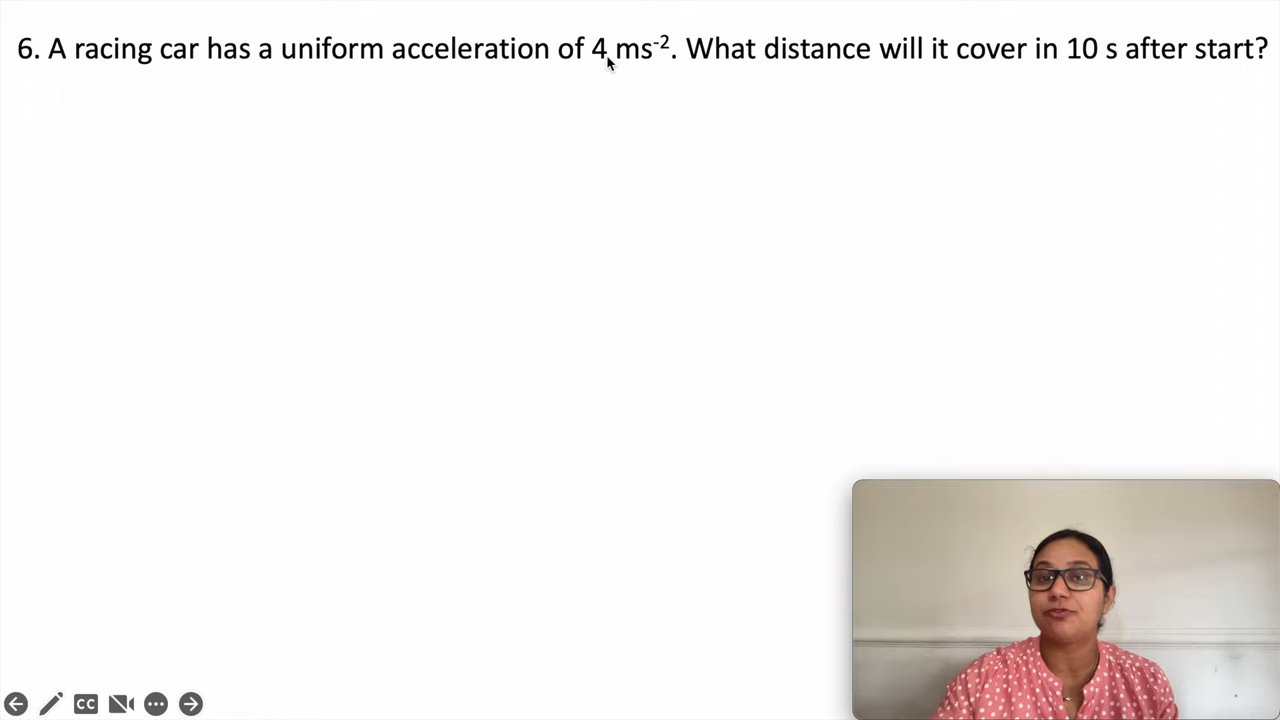 6. A racing car has a uniform acceleration of 4 ms⁻². What distance will it cover in 10 s after start?
CC